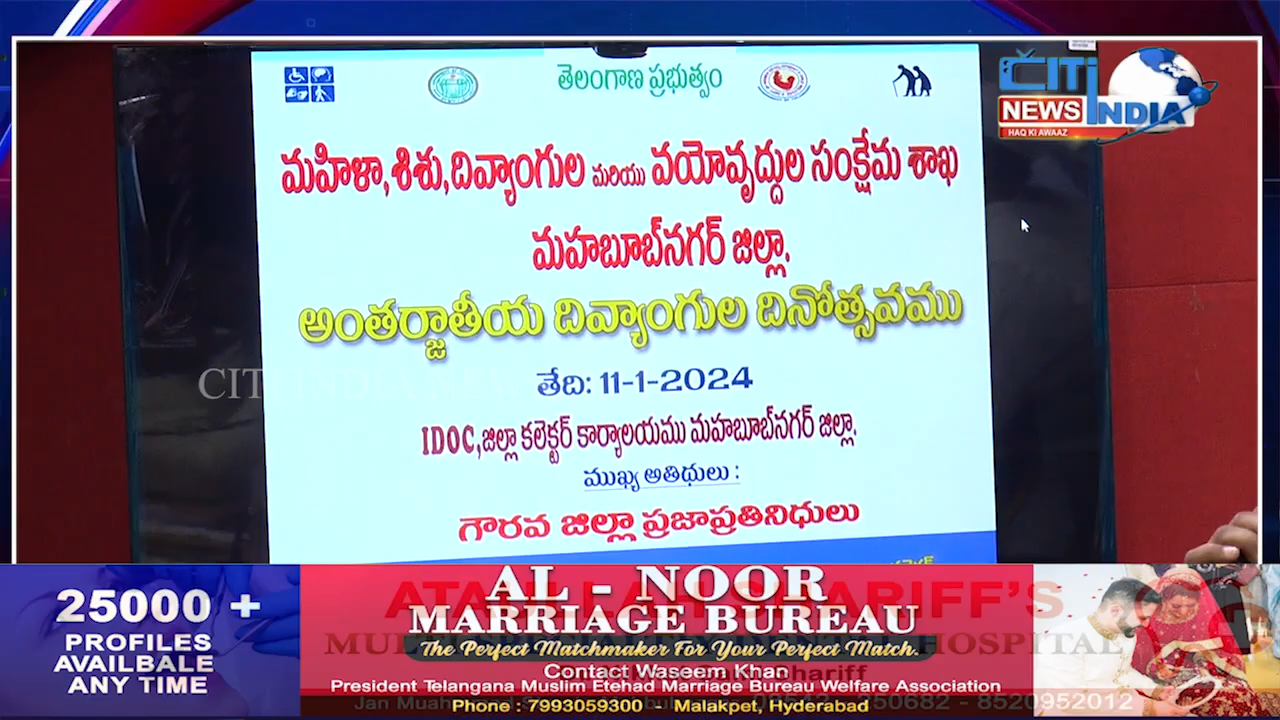 తెలంగాణ ప్రభుత్వం
మహిళా,శిశు,దివ్యాంగుల మరియు వయోవృద్దుల సంక్షేమ శాఖ
మహబూబ్‌నగర్ జిల్లా.
అంతర్జాతీయ దివ్యాంగుల దినోత్సవము
తేది: 11-1-2024
IDOC,జిల్లా కలెక్టర్ కార్యాలయము మహబూబ్‌నగర్ జిల్లా.
ముఖ్య అతిథులు :
గౌరవ జిల్లా ప్రజాప్రతినిధులు
CITI
NEWS INDIA
HAQ KI AWAAZ
25000 +
PROFILES
AVAILBALE
ANY TIME
AL - NOOR
MARRIAGE BUREAU
The Perfect Matchmaker For Your Perfect Match.
Contact Waseem Khan
President Telangana Muslim Etehad Marriage Bureau Welfare Association
Phone : 7993059300 - Malakpet, Hyderabad
HOSPITAL
8520952012